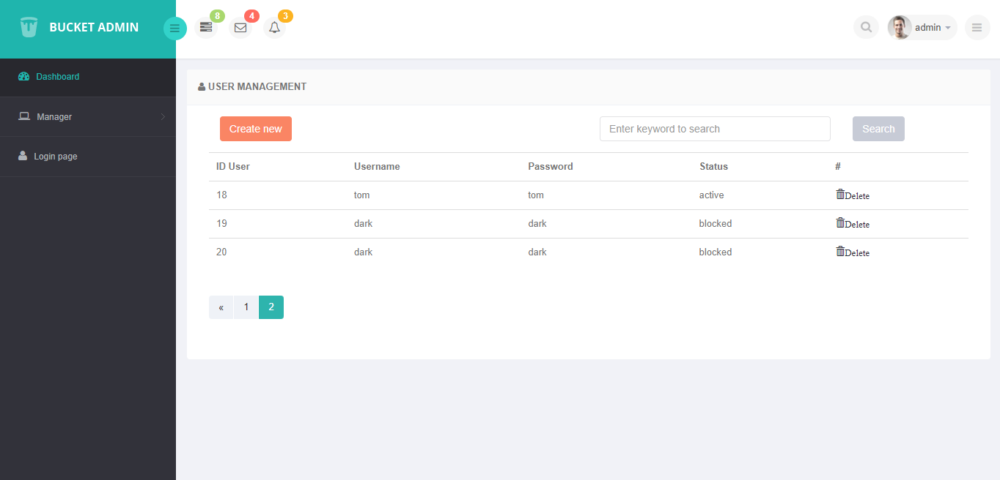 BUCKET ADMIN
8
4
3
admin
Dashboard
Manager
Login page
USER MANAGEMENT
Create new
Enter keyword to search
Search
ID User Username Password Status #
18 tom tom active Delete
19 dark dark blocked Delete
20 dark dark blocked Delete
« 1 2